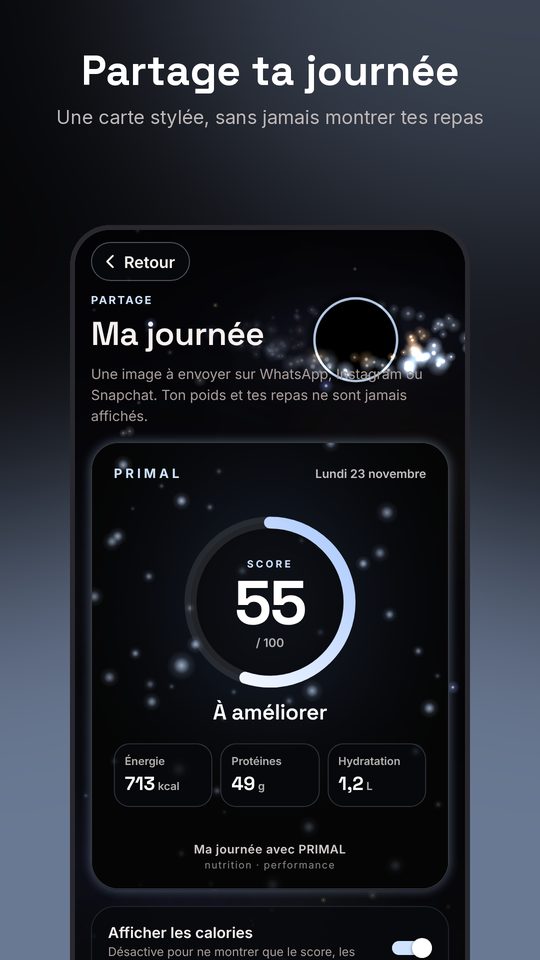 Partage ta journée
Une carte stylée, sans jamais montrer tes repas
Retour
PARTAGE
Ma journée
Une image à envoyer sur WhatsApp, Instagram ou
Snapchat. Ton poids et tes repas ne sont jamais
affichés.
PRIMAL
Lundi 23 novembre
SCORE
55
/ 100
À améliorer
Énergie
713 kcal
Protéines
49 g
Hydratation
1,2 L
Ma journée avec PRIMAL
nutrition · performance
Afficher les calories
Désactive pour ne montrer que le score, les